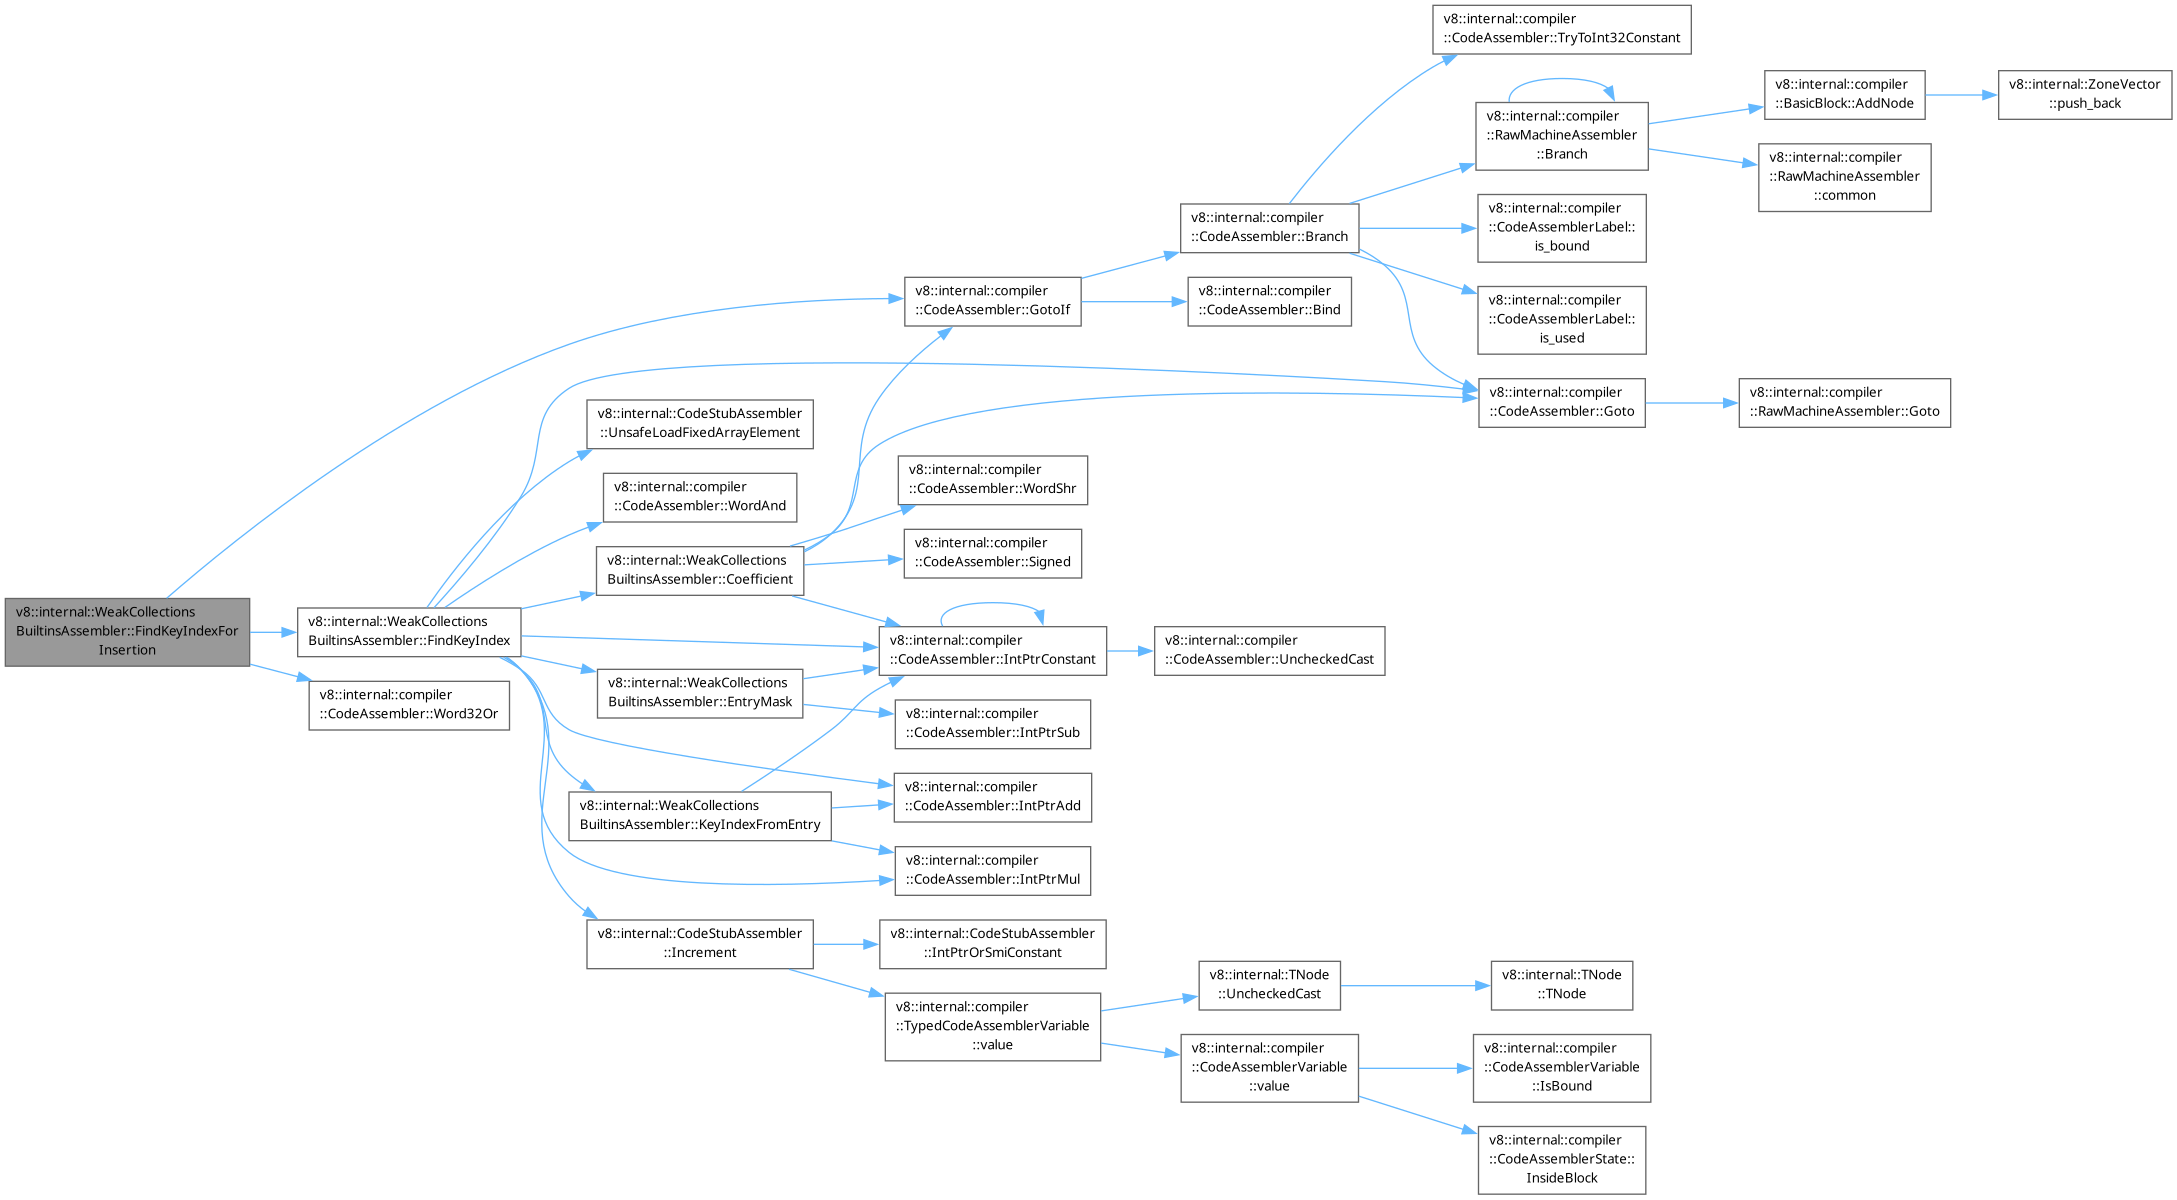 v8::internal::WeakCollections
BuiltinsAssembler::FindKeyIndexFor
Insertion
v8::internal::WeakCollections
BuiltinsAssembler::FindKeyIndex
v8::internal::compiler
::CodeAssembler::Word32Or
v8::internal::CodeStubAssembler
::UnsafeLoadFixedArrayElement
v8::internal::compiler
::CodeAssembler::WordAnd
v8::internal::WeakCollections
BuiltinsAssembler::Coefficient
v8::internal::WeakCollections
BuiltinsAssembler::EntryMask
v8::internal::WeakCollections
BuiltinsAssembler::KeyIndexFromEntry
v8::internal::CodeStubAssembler
::Increment
v8::internal::compiler
::CodeAssembler::GotoIf
v8::internal::compiler
::CodeAssembler::WordShr
v8::internal::compiler
::CodeAssembler::Signed
v8::internal::compiler
::CodeAssembler::IntPtrConstant
v8::internal::compiler
::CodeAssembler::IntPtrSub
v8::internal::compiler
::CodeAssembler::IntPtrAdd
v8::internal::compiler
::CodeAssembler::IntPtrMul
v8::internal::CodeStubAssembler
::IntPtrOrSmiConstant
v8::internal::compiler
::TypedCodeAssemblerVariable
::value
v8::internal::compiler
::CodeAssembler::Branch
v8::internal::compiler
::CodeAssembler::Bind
v8::internal::compiler
::CodeAssembler::UncheckedCast
v8::internal::TNode
::UncheckedCast
v8::internal::compiler
::CodeAssemblerVariable
::value
v8::internal::compiler
::CodeAssembler::TryToInt32Constant
v8::internal::compiler
::RawMachineAssembler
::Branch
v8::internal::compiler
::CodeAssemblerLabel::
is_bound
v8::internal::compiler
::CodeAssemblerLabel::
is_used
v8::internal::compiler
::CodeAssembler::Goto
v8::internal::TNode
::TNode
v8::internal::compiler
::CodeAssemblerVariable
::IsBound
v8::internal::compiler
::CodeAssemblerState::
InsideBlock
v8::internal::compiler
::BasicBlock::AddNode
v8::internal::compiler
::RawMachineAssembler
::common
v8::internal::compiler
::RawMachineAssembler::Goto
v8::internal::ZoneVector
::push_back